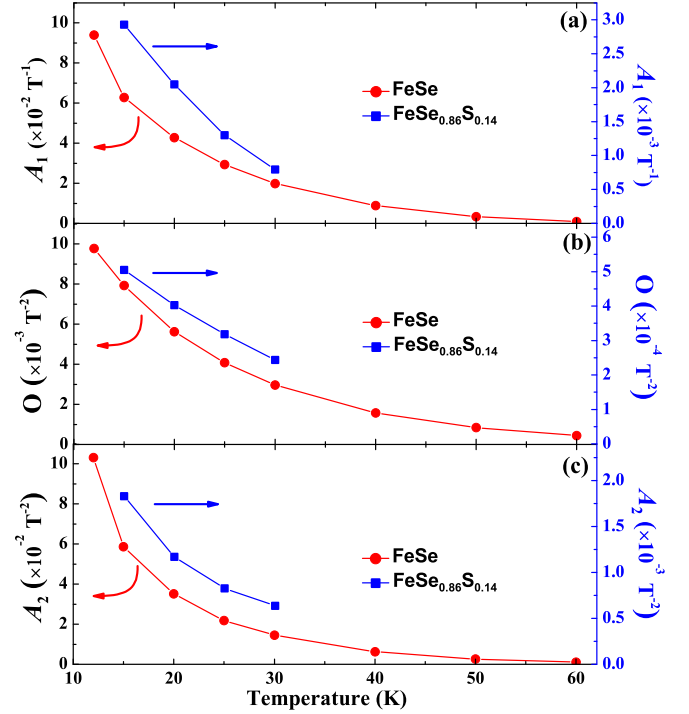 (a)
A₁ (×10⁻² T⁻¹)
10
8
6
4
2
0
FeSe
FeSe₀.₈₆S₀.₁₄
3.0
2.5
2.0
1.5
1.0
0.5
0.0
A₁ (×10⁻³ T⁻¹)
(b)
O (×10⁻³ T⁻²)
10
8
6
4
2
0
FeSe
FeSe₀.₈₆S₀.₁₄
6
5
4
3
2
1
0
O (×10⁻⁴ T⁻²)
(c)
A₂ (×10⁻² T⁻²)
10
8
6
4
2
0
FeSe
FeSe₀.₈₆S₀.₁₄
2.0
1.5
1.0
0.5
0.0
A₂ (×10⁻³ T⁻²)
10 20 30 40 50 60
Temperature (K)